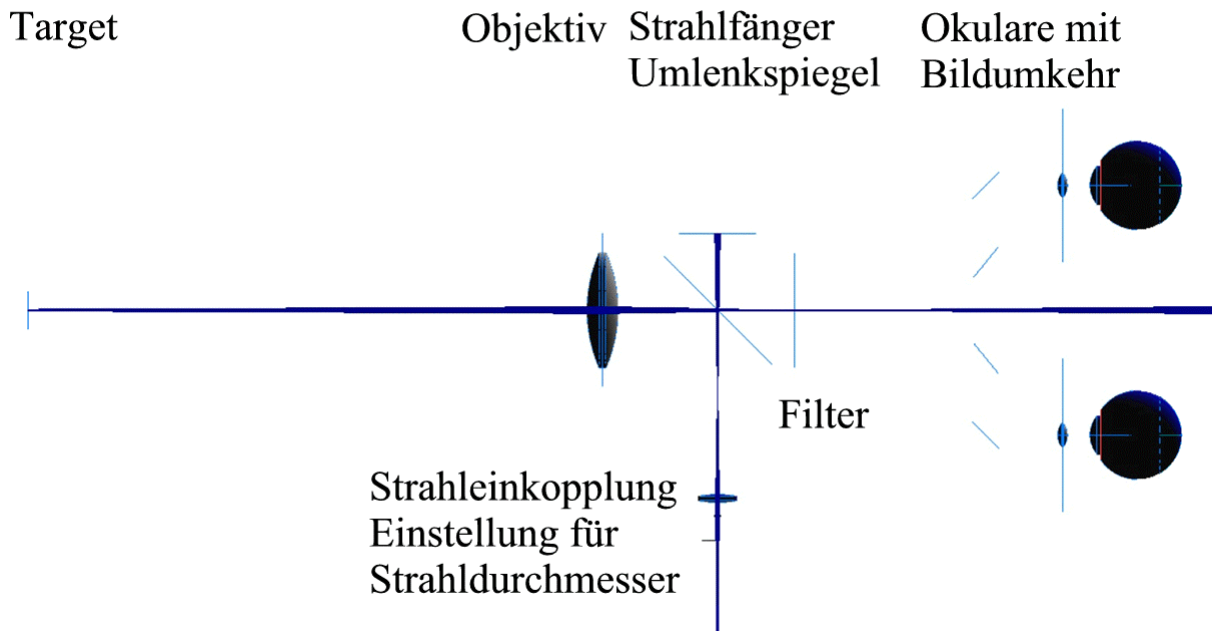 Target
Objektiv
Strahlfänger
Umlenkspiegel
Okulare mit
Bildumkehr
Filter
Strahleinkopplung
Einstellung für
Strahldurchmesser